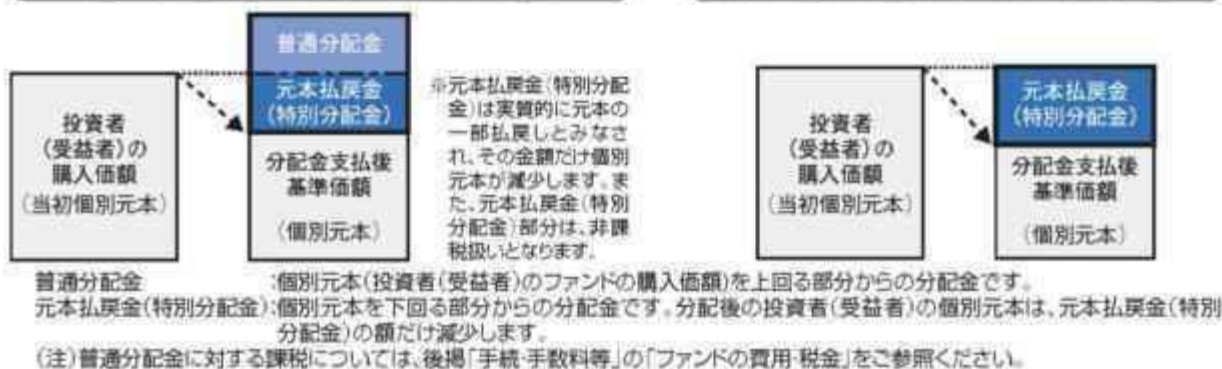 普通分配金
元本払戻金
(特別分配金)
投資者
(受益者)の
購入価額
(当初個別元本)
分配金支払後
基準価額
(個別元本)
※元本払戻金(特別分配
金)は実質的に元本の
一部払戻しとみなさ
れ、その金額だけ個別
元本が減少します。ま
た、元本払戻金(特別
分配金)部分は、非課
税扱いとなります。
投資者
(受益者)の
購入価額
(当初個別元本)
元本払戻金
(特別分配金)
分配金支払後
基準価額
(個別元本)
普通分配金 :個別元本(投資者(受益者)のファンドの購入価額)を上回る部分からの分配金です。
元本払戻金(特別分配金):個別元本を下回る部分からの分配金です。分配後の投資者(受益者)の個別元本は、元本払戻金(特別
分配金)の額だけ減少します。
(注)普通分配金に対する課税については、後掲「手続・手数料等」の「ファンドの費用・税金」をご参照ください。